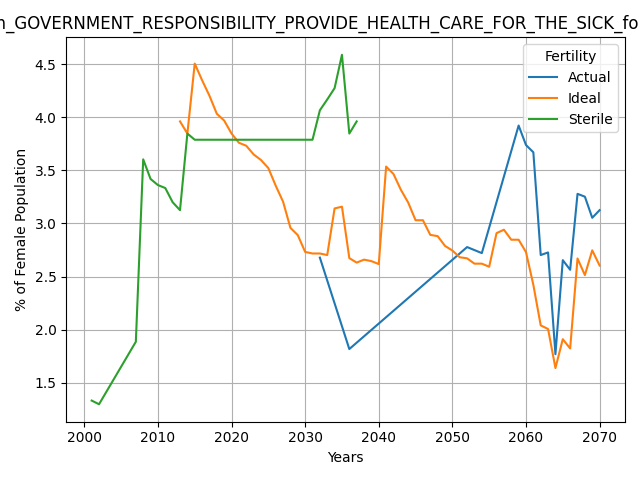 n_GOVERNMENT_RESPONSIBILITY_PROVIDE_HEALTH_CARE_FOR_THE_SICK_fo
Fertility
Actual
Ideal
Sterile
% of Female Population
4.5
4.0
3.5
3.0
2.5
2.0
1.5
2000 2010 2020 2030 2040 2050 2060 2070
Years